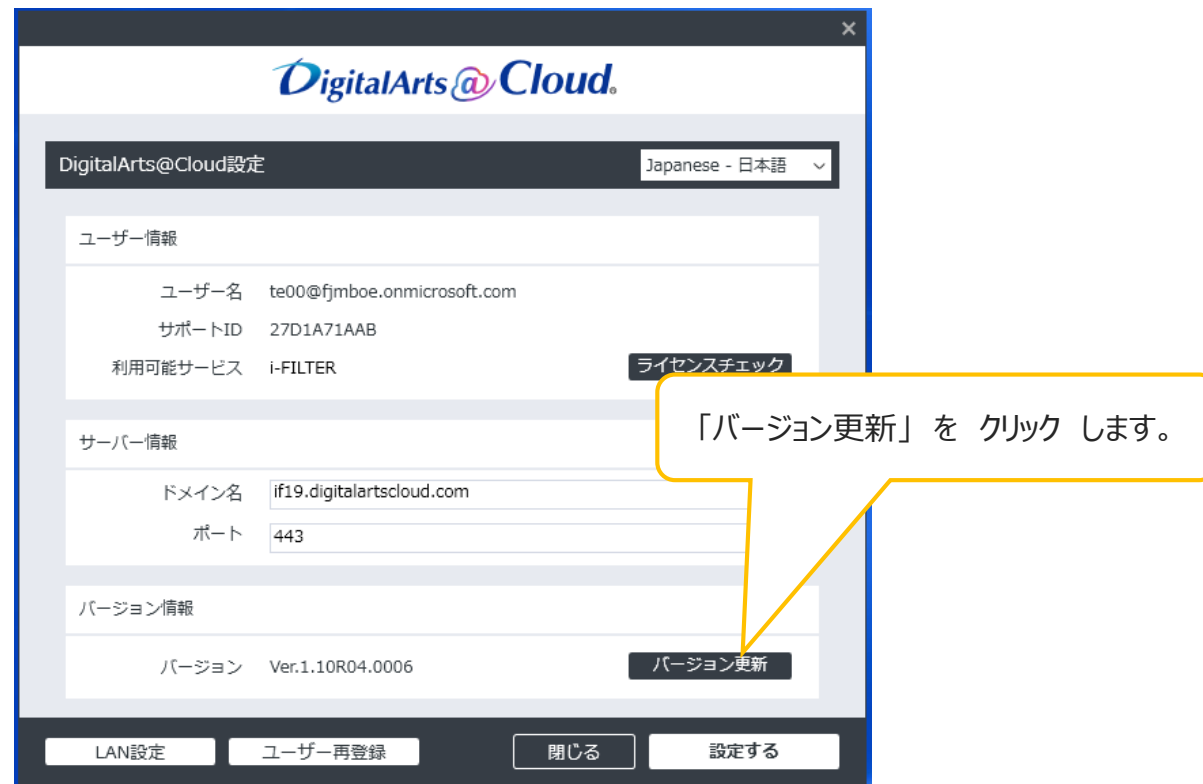 DigitalArts@Cloud.
DigitalArts@Cloud設定
Japanese - 日本語
ユーザー情報
ユーザー名 te00@fjmboe.onmicrosoft.com
サポートID 27D1A71AAB
利用可能サービス i-FILTER ライセンスチェック
「バージョン更新」 を クリック します。
サーバー情報
ドメイン名 if19.digitalartscloud.com
ポート 443
バージョン情報
バージョン Ver.1.10R04.0006 バージョン更新
LAN設定 ユーザー再登録 閉じる 設定する